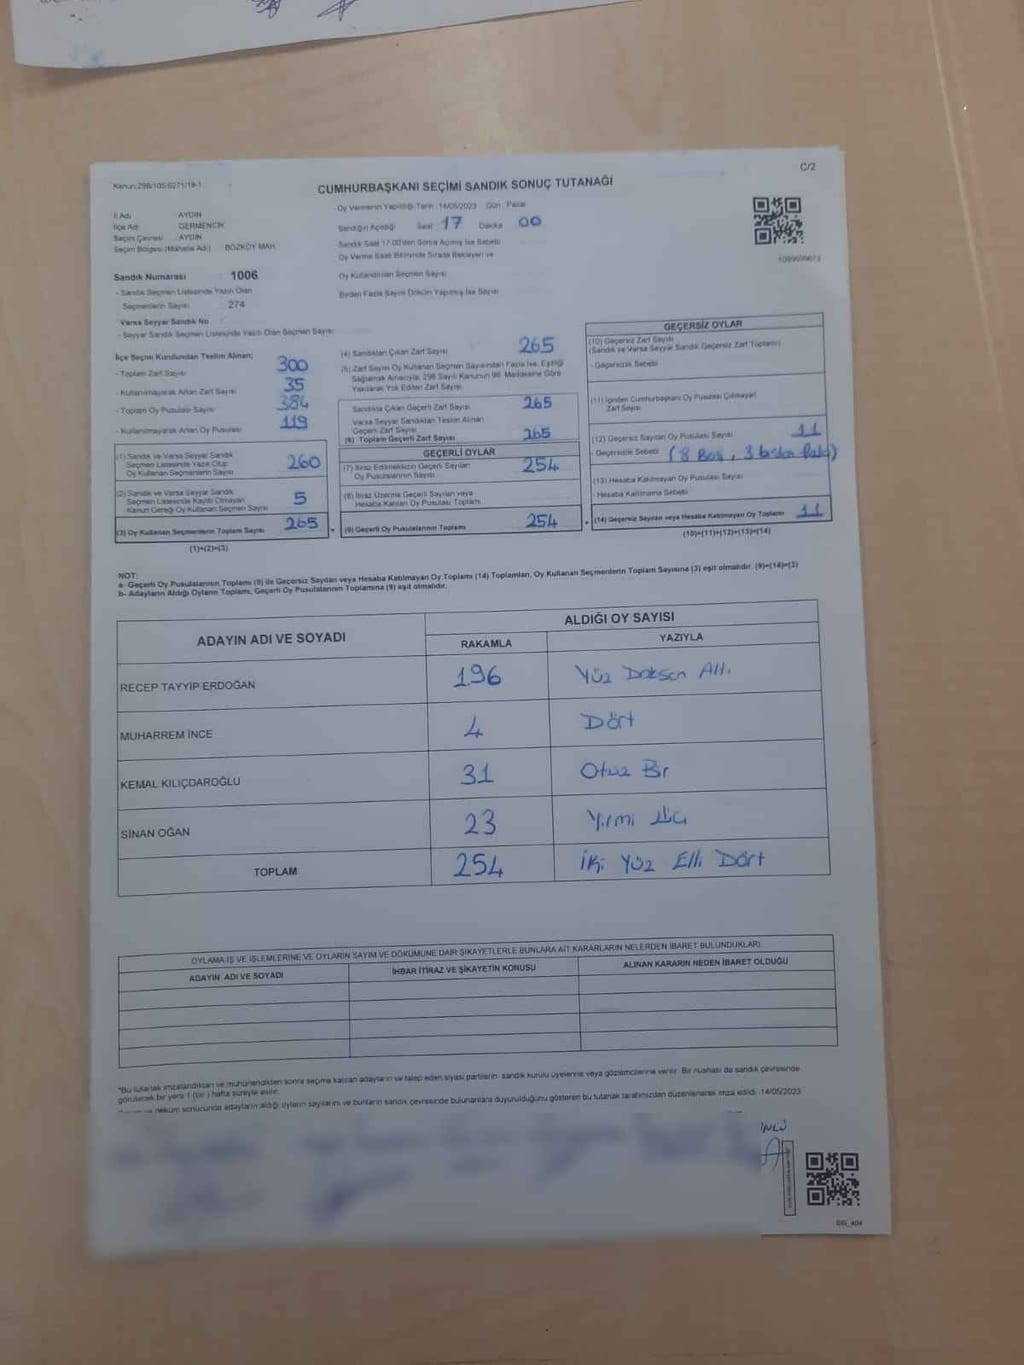 C/2
Kanun:298/105.6271/19-1
CUMHURBAŞKANI SEÇİMİ SANDIK SONUÇ TUTANAĞI
İl Adı : AYDIN
İlçe Adı : GERMENCİK
Seçim Çevresi : AYDIN
Seçim Bölgesi (Mahalle Adı) : BOZKÖY MAH.
Sandık Numarası : 1006
- Sandık Seçmen Listesinde Yazılı Olan
Seçmenlerin Sayısı : 274
Varsa Seyyar Sandık No
- Seyyar Sandık Seçmen Listesinde Yazılı Olan Seçmen Sayısı
Oy Vermenin Yapıldığı Tarih :14/05/2023 Gün : Pazar
Sandığın Açıldığı Saat 17 Dakika 00
Sandık Saat 17:00'den Sonra Açılmış İse Sebebi
Oy Verme Saati Bitiminde Sırada Bekleyen ve
Oy Kullandırılan Seçmen Sayısı
Birden Fazla Sayım Döküm Yapılmış İse Sayısı
İlçe Seçim Kurulundan Teslim Alınan;
- Toplam Zarf Sayısı 300
- Kullanılmayarak Artan Zarf Sayısı 35
- Toplam Oy Pusulası Sayısı 384
- Kullanılmayarak Artan Oy Pusulası 119
(1) Sandık ve Varsa Seyyar Sandık
Seçmen Listesinde Yazılı Olup
Oy Kullanan Seçmenlerin Sayısı 260
(2) Sandık ve Varsa Seyyar Sandık
Seçmen Listesinde Kayıtlı Olmayan
Kanun Gereği Oy Kullanan Seçmen Sayısı 5
(3) Oy Kullanan Seçmenlerin Toplam Sayısı 265
(1)+(2)=(3)
(4) Sandıktan Çıkan Zarf Sayısı 265
(5) Zarf Sayısı Oy Kullanan Seçmen Sayısından Fazla İse, Eşitliği
Sağlamak Amacıyla, 298 Sayılı Kanunun 98. Maddesine Göre
Yakılarak Yok Edilen Zarf Sayısı
Sandıkta Çıkan Geçerli Zarf Sayısı 265
Varsa Seyyar Sandıktan Teslim Alınan
Geçerli Zarf Sayısı
(6) Toplam Geçerli Zarf Sayısı 265
GEÇERLİ OYLAR
(7) İtiraz Edilmeksizin Geçerli Sayılan
Oy Pusulalarının Sayısı 254
(8) İtiraz Üzerine Geçerli Sayılan veya
Hesaba Katılan Oy Pusulaları Toplamı
(9) Geçerli Oy Pusulalarının Toplamı 254
GEÇERSİZ OYLAR
(10) Geçersiz Zarf Sayısı
(Sandık ve Varsa Seyyar Sandık Geçersiz Zarf Toplamı)
- Geçersizlik Sebebi
(11) İçinden Cumhurbaşkanı Oy Pusulası Çıkmayan
Zarf Sayısı
(12) Geçersiz Sayılan Oy Pusulası Sayısı 11
- Geçersizlik Sebebi (8 Boş, 3 birden fazla)
(13) Hesaba Katılmayan Oy Pusulası Sayısı
- Hesaba Katılmama Sebebi
(14) Geçersiz Sayılan veya Hesaba Katılmayan Oy Toplamı 11
(10)+(11)+(12)+(13)=(14)
NOT:
a- Geçerli Oy Pusulalarının Toplamı (9) ile Geçersiz Sayılan veya Hesaba Katılmayan Oy Toplamı (14) Toplamları, Oy Kullanan Seçmenlerin Toplam Sayısına (3) eşit olmalıdır. (9)+(14)=(3)
b- Adayların Aldığı Oyların Toplamı, Geçerli Oy Pusulalarının Toplamına (9) eşit olmalıdır.
ADAYIN ADI VE SOYADI
ALDIĞI OY SAYISI
RAKAMLA YAZIYLA
RECEP TAYYİP ERDOĞAN 196 Yüz Doksan Altı
MUHARREM İNCE 4 Dört
KEMAL KILIÇDAROĞLU 31 Otuz Bir
SİNAN OĞAN 23 Yirmi Üç
TOPLAM 254 İki Yüz Elli Dört
OYLAMA İŞ VE İŞLEMLERİNE VE OYLARIN SAYIM VE DÖKÜMÜNE DAİR ŞİKAYETLERLE BUNLARA AİT KARARLARIN NELERDEN İBARET BULUNDUKLARI
ADAYIN ADI VE SOYADI İHBAR İTİRAZ VE ŞİKAYETİN KONUSU ALINAN KARARIN NEDEN İBARET OLDUĞU
*Bu tutanak imzalandıktan ve mühürlendikten sonra seçime katılan adayların ve talep eden siyasi partilerin sandık kurulu üyelerine veya gözlemcilerine verilir. Bir nüshası da sandık çevresinde
görülecek bir yere 1 (bir ) hafta süreyle asılır.
döküm sonucunda adayların aldığı oyların sayılarını ve bunların sandık çevresinde bulunanlara duyurulduğunu gösteren bu tutanak tarafımızdan düzenlenerek imza edildi. 14/05/2023